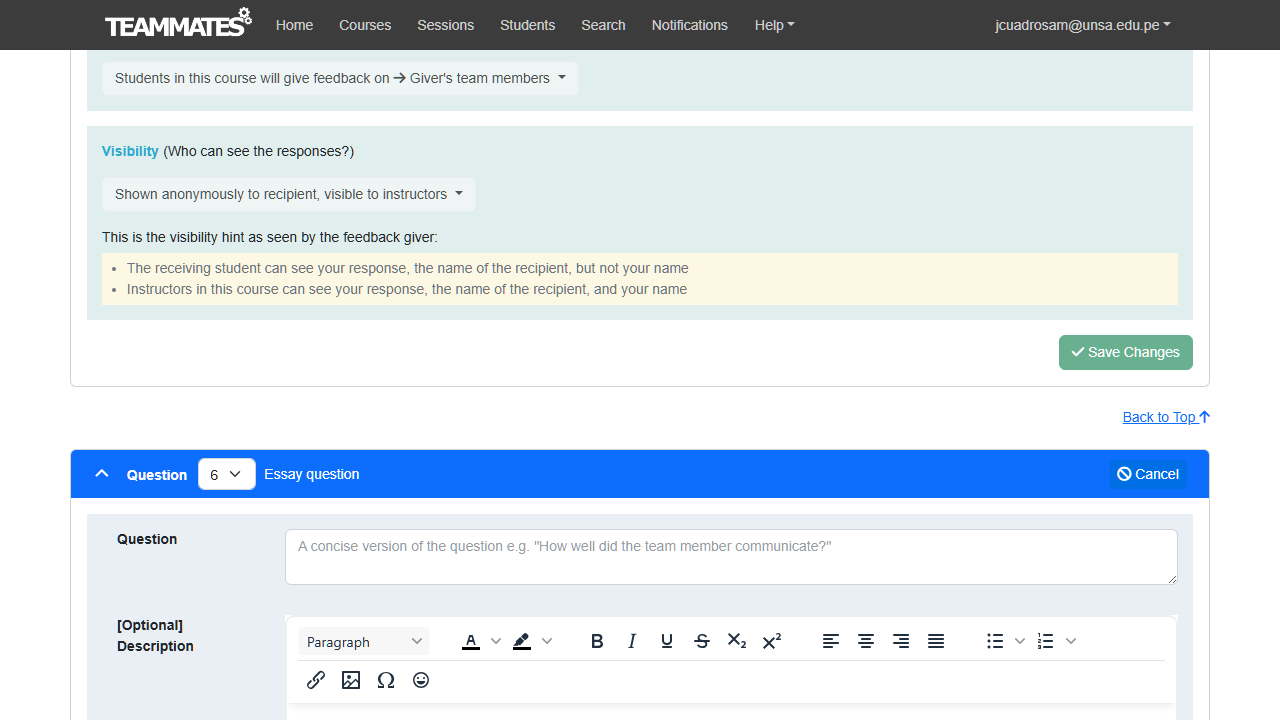 TEAMMATES Home Courses Sessions Students Search Notifications Help jcuadrosam@unsa.edu.pe
Students in this course will give feedback on → Giver's team members
Visibility (Who can see the responses?)
Shown anonymously to recipient, visible to instructors
This is the visibility hint as seen by the feedback giver:
• The receiving student can see your response, the name of the recipient, but not your name
• Instructors in this course can see your response, the name of the recipient, and your name
Save Changes
Back to Top
Question 6 Essay question Cancel
Question A concise version of the question e.g. "How well did the team member communicate?"
[Optional]
Description
Paragraph